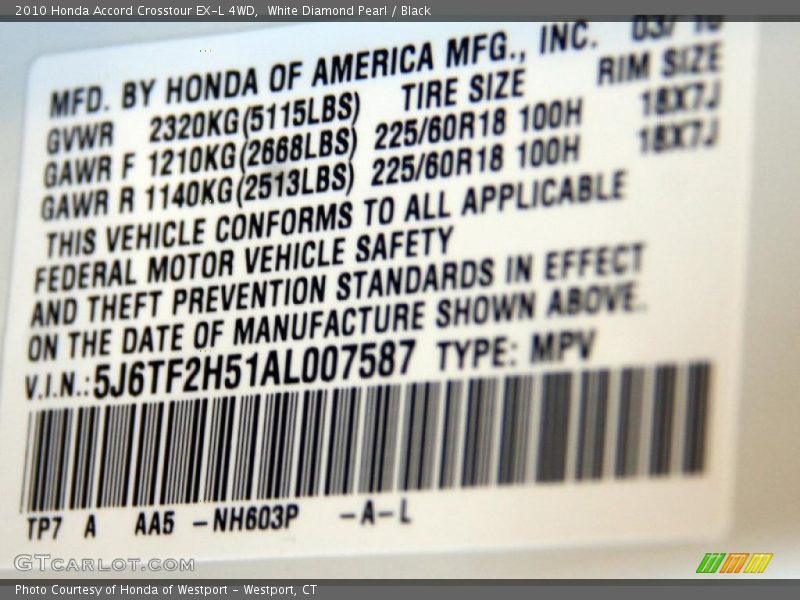 2010 Honda Accord Crosstour EX-L 4WD,  White Diamond Pearl / Black
MFD. BY HONDA OF AMERICA MFG., INC. 03/10
GVWR 2320KG(5115LBS) TIRE SIZE RIM SIZE
GAWR F 1210KG(2668LBS) 225/60R18 100H 18X7J
GAWR R 1140KG(2513LBS) 225/60R18 100H 18X7J
THIS VEHICLE CONFORMS TO ALL APPLICABLE
FEDERAL MOTOR VEHICLE SAFETY
AND THEFT PREVENTION STANDARDS IN EFFECT
ON THE DATE OF MANUFACTURE SHOWN ABOVE.
V.I.N.:5J6TF2H51AL007587 TYPE: MPV
TP7 A AA5 -NH603P -A-L
GTCARLOT.COM
Photo Courtesy of Honda of Westport - Westport, CT